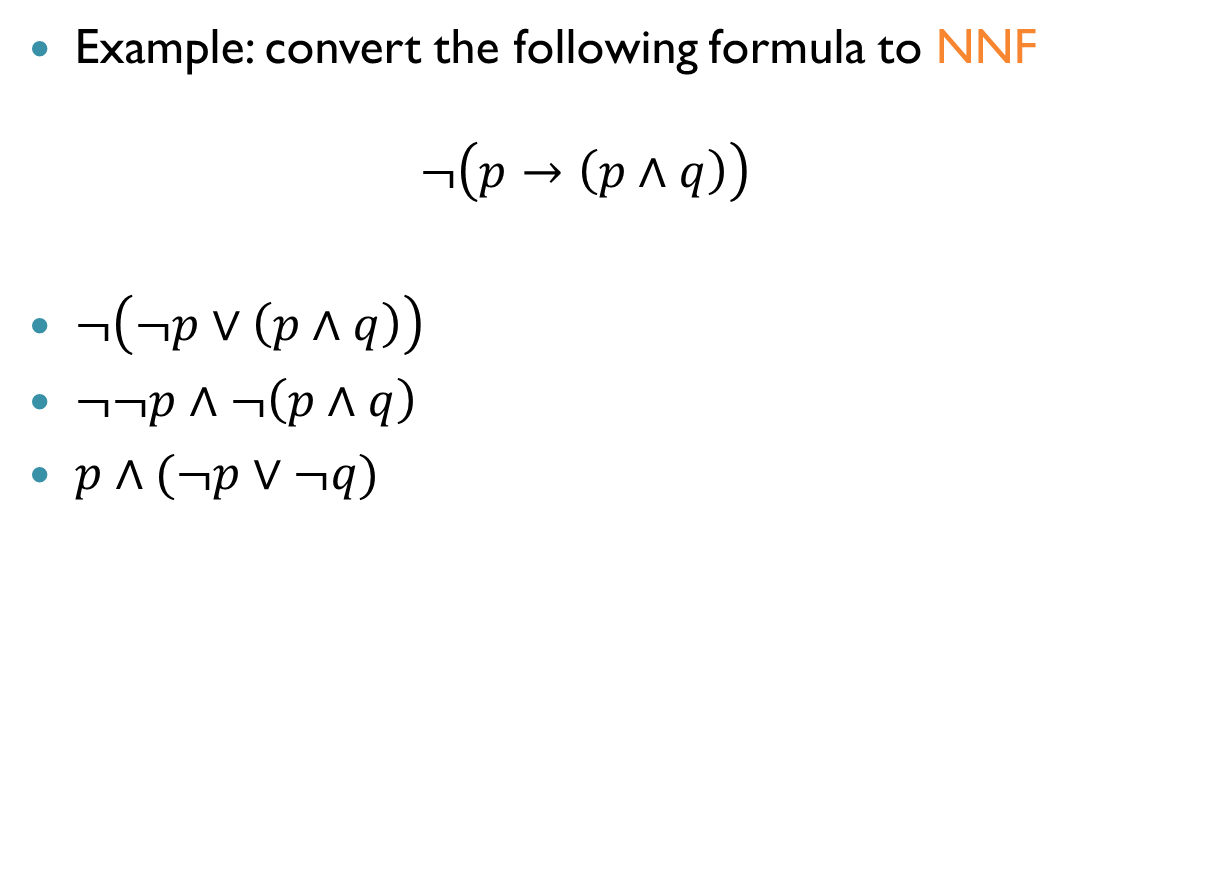 • Example: convert the following formula to NNF
¬(p → (p ∧ q))
• ¬(¬p ∨ (p ∧ q))
• ¬¬p ∧ ¬(p ∧ q)
• p ∧ (¬p ∨ ¬q)